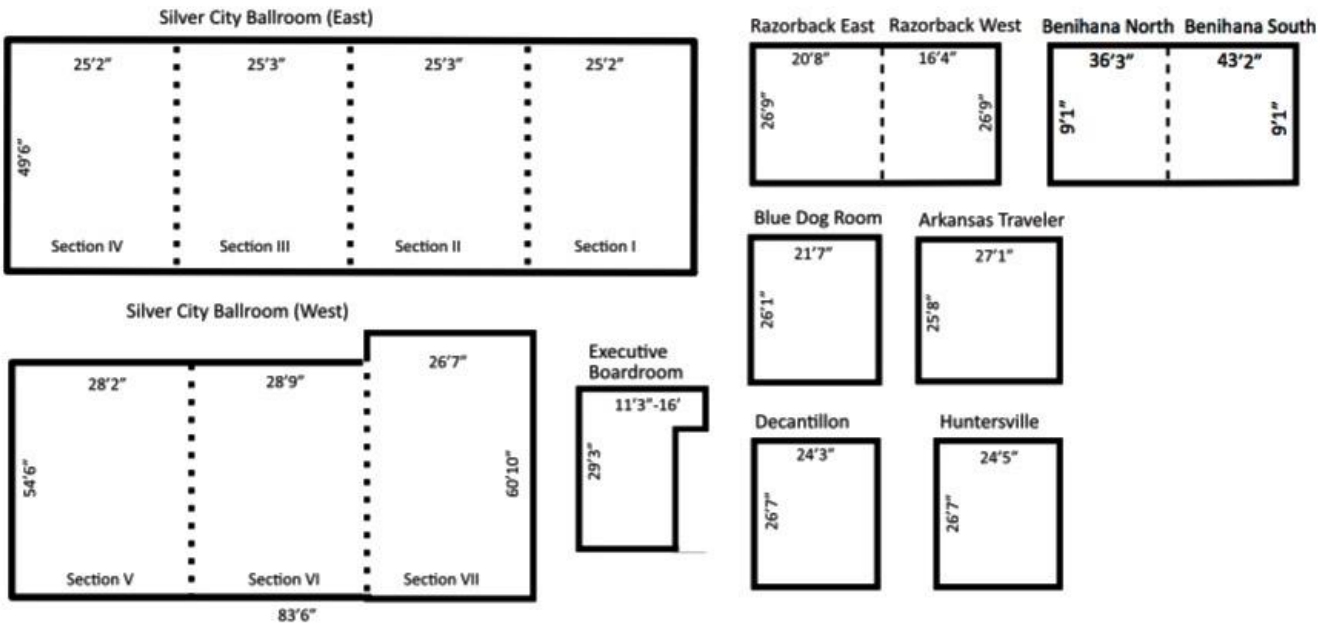 Silver City Ballroom (East)
25'2" 25'3" 25'3" 25'2"
49'6"
Section IV Section III Section II Section I
Silver City Ballroom (West)
28'2" 28'9" 26'7"
54'6" 60'10"
Section V Section VI Section VII
83'6"
Executive
Boardroom
11'3"-16'
29'3"
Razorback East Razorback West
20'8" 16'4"
26'9" 26'9"
Benihana North Benihana South
36'3" 43'2"
9'1" 9'1"
Blue Dog Room
21'7"
26'1"
Arkansas Traveler
27'1"
25'8"
Decantillon
24'3"
26'7"
Huntersville
24'5"
26'7"